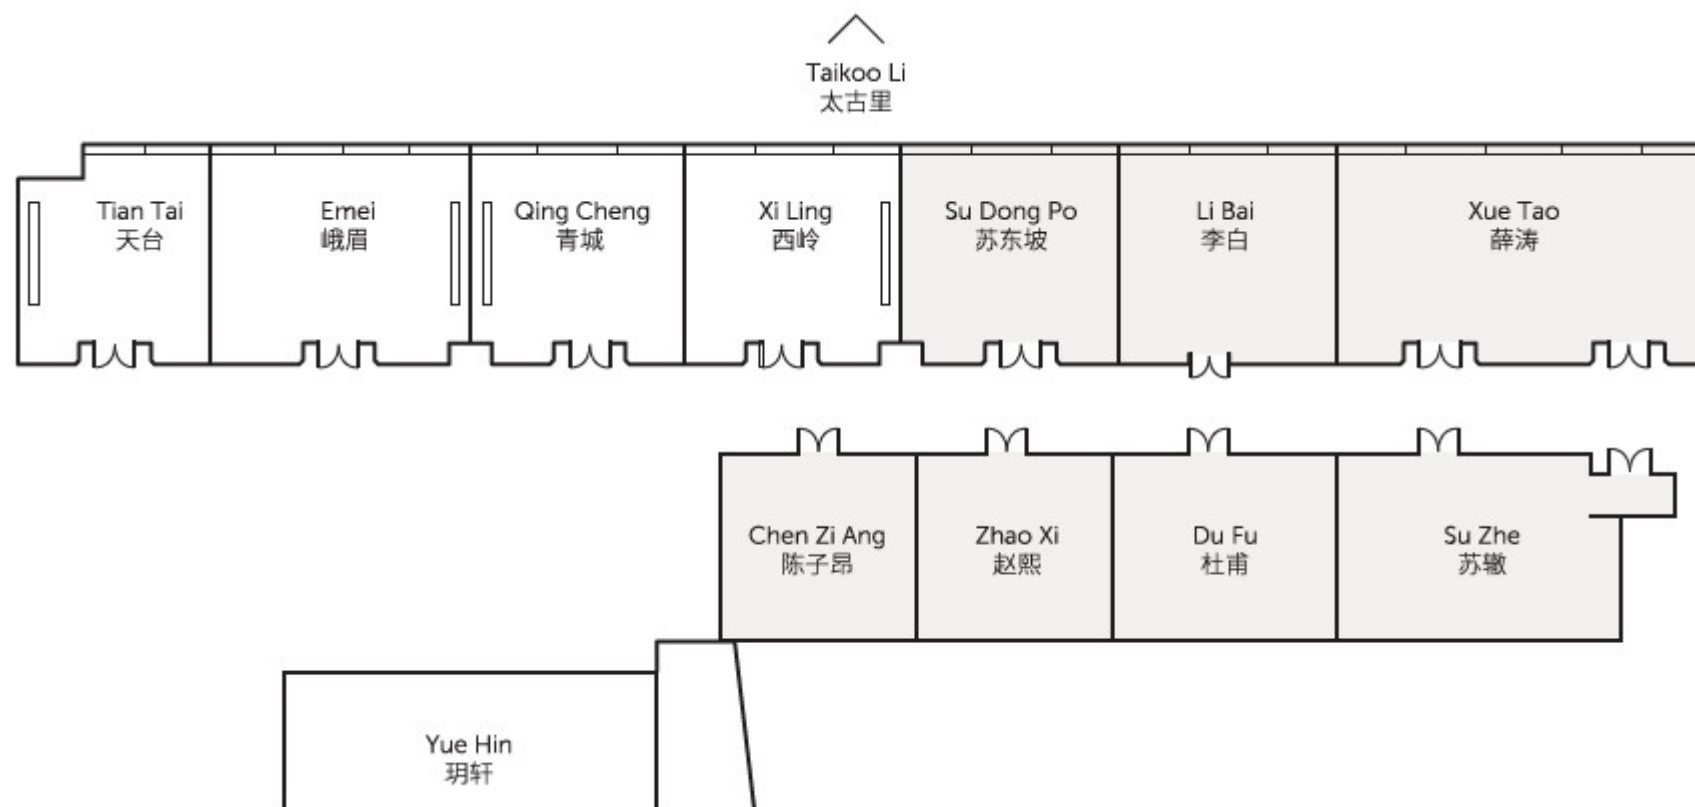 Taikoo Li
太古里
Tian Tai
天台
Emei
峨眉
Qing Cheng
青城
Xi Ling
西岭
Su Dong Po
苏东坡
Li Bai
李白
Xue Tao
薛涛
Chen Zi Ang
陈子昂
Zhao Xi
赵熙
Du Fu
杜甫
Su Zhe
苏辙
Yue Hin
玥轩